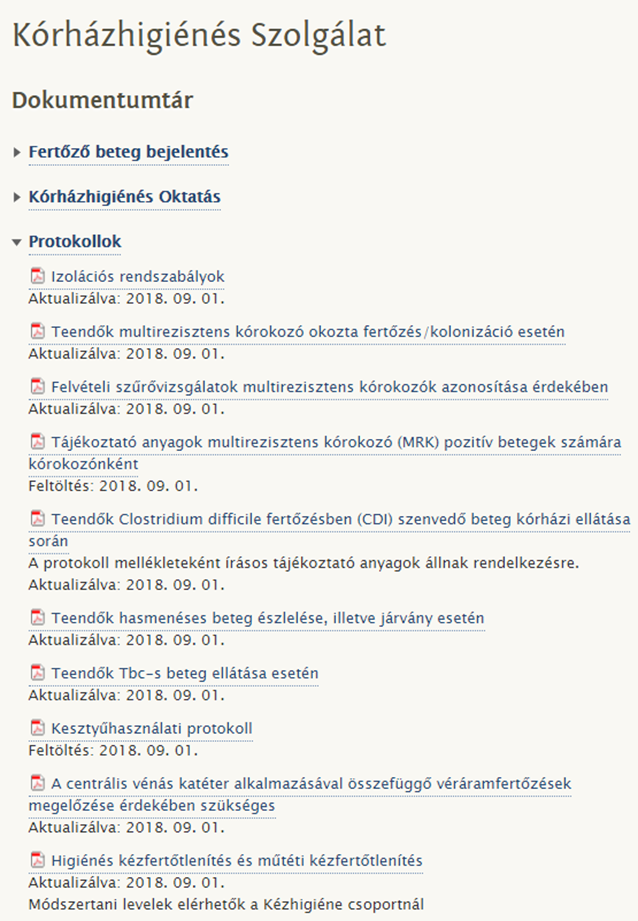 Kórházhigiénés Szolgálat
Dokumentumtár
Fertőző beteg bejelentés
Kórházhigiénés Oktatás
Protokollok
Izolációs rendszabályok
Aktualizálva: 2018. 09. 01.
Teendők multirezisztens kórokozó okozta fertőzés/kolonizáció esetén
Aktualizálva: 2018. 09. 01.
Felvételi szűrővizsgálatok multirezisztens kórokozók azonosítása érdekében
Aktualizálva: 2018. 09. 01.
Tájékoztató anyagok multirezisztens kórokozó (MRK) pozitív betegek számára
kórokozónként
Feltöltés: 2018. 09. 01.
Teendők Clostridium difficile fertőzésben (CDI) szenvedő beteg kórházi ellátása
során
A protokoll mellékleteként írásos tájékoztató anyagok állnak rendelkezésre.
Aktualizálva: 2018. 09. 01.
Teendők hasmenéses beteg észlelése, illetve járvány esetén
Aktualizálva: 2018. 09. 01.
Teendők Tbc-s beteg ellátása esetén
Aktualizálva: 2018. 09. 01.
Kesztyűhasználati protokoll
Feltöltés: 2018. 09. 01.
A centrális vénás katéter alkalmazásával összefüggő véráramfertőzések
megelőzése érdekében szükséges
Aktualizálva: 2018. 09. 01.
Higiénés kézfertőtlenítés és műtéti kézfertőtlenítés
Aktualizálva: 2018. 09. 01.
Módszertani levelek elérhetők a Kézhigiéne csoportnál